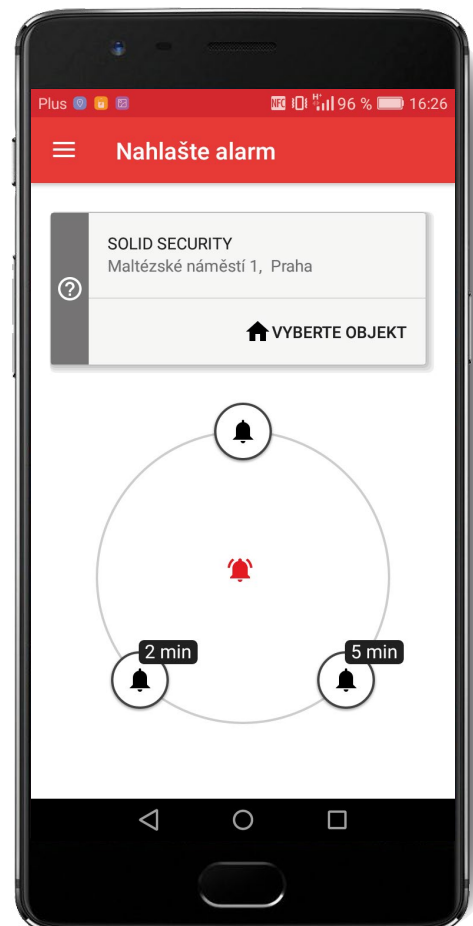 Plus NFC H+ 96 % 16:26
Nahlašte alarm
SOLID SECURITY
Maltézské náměstí 1, Praha
VYBERTE OBJEKT
2 min
5 min